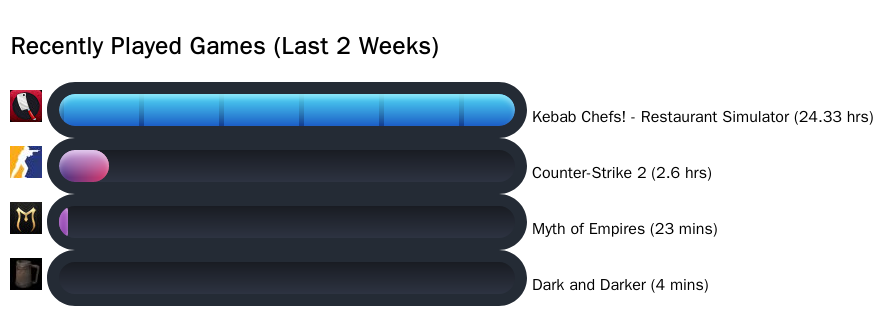 Recently Played Games (Last 2 Weeks)
Kebab Chefs! - Restaurant Simulator (24.33 hrs)
Counter-Strike 2 (2.6 hrs)
Myth of Empires (23 mins)
Dark and Darker (4 mins)